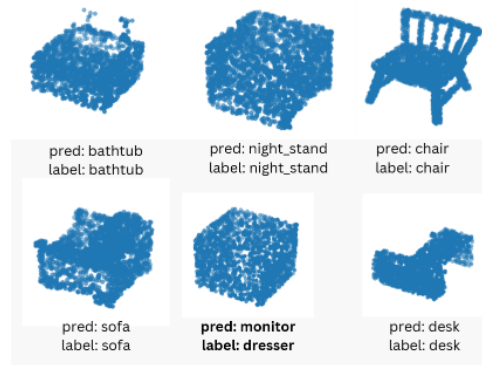 pred: bathtub
label: bathtub
pred: night_stand
label: night_stand
pred: chair
label: chair
pred: sofa
label: sofa
pred: monitor
label: dresser
pred: desk
label: desk